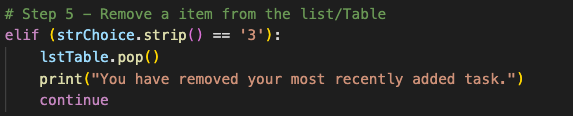 # Step 5 - Remove a item from the list/Table
elif (strChoice.strip() == '3'):
    lstTable.pop()
    print("You have removed your most recently added task.")
    continue